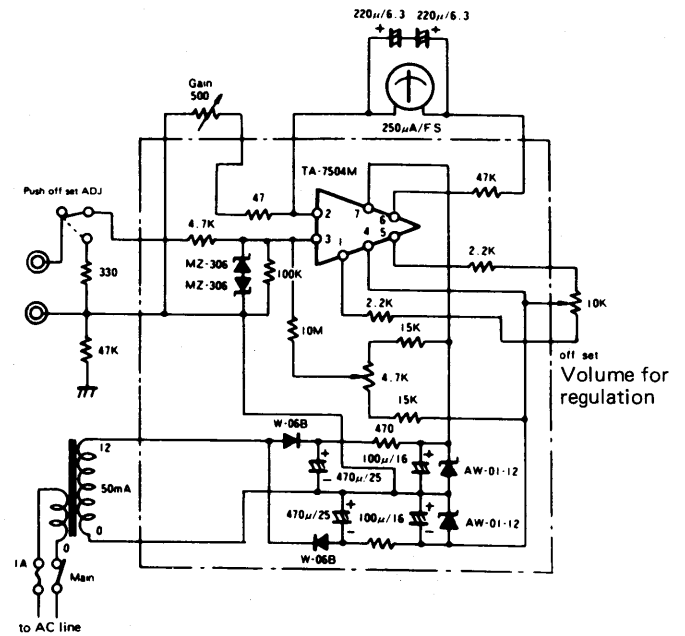 220μ/6.3 220μ/6.3
+ +
Gain
500
250μA/FS
TA-7504M
47K
Push off set ADJ
47
2
7
6
4.7K
3
4
5
1
2.2K
MZ-306
MZ-306
100K
330
2.2K
10K
10M
15K
off set
Volume for
regulation
47K
4.7K
15K
W-06B
12
470
+
100μ/16
+
AW-01-12
50mA
- 470μ/25
470μ/25
+
100μ/16
+
AW-01-12
-
-
0
W-06B
0
1A
Main
to AC line